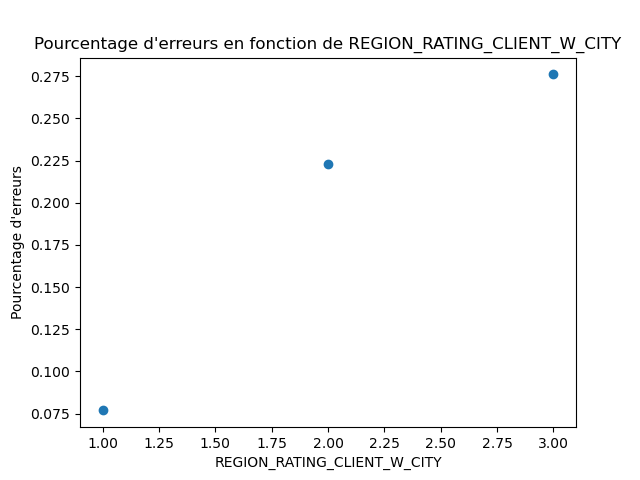 Pourcentage d'erreurs en fonction de REGION_RATING_CLIENT_W_CITY
Pourcentage d'erreurs
0.275
0.250
0.225
0.200
0.175
0.150
0.125
0.100
0.075
1.00 1.25 1.50 1.75 2.00 2.25 2.50 2.75 3.00
REGION_RATING_CLIENT_W_CITY